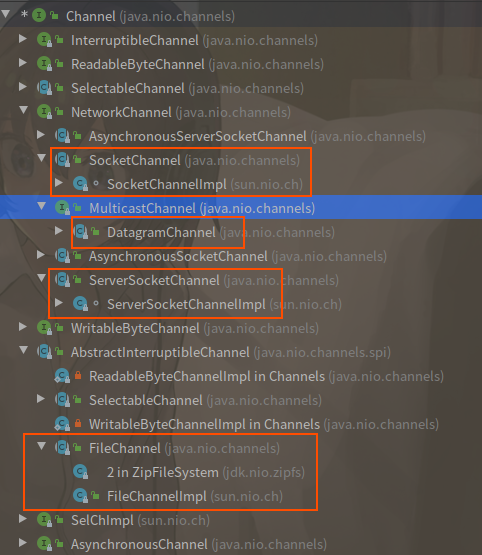 * Channel (java.nio.channels)
InterruptibleChannel (java.nio.channels)
ReadableByteChannel (java.nio.channels)
SelectableChannel (java.nio.channels)
NetworkChannel (java.nio.channels)
AsynchronousServerSocketChannel (java.nio.channels)
SocketChannel (java.nio.channels)
SocketChannelImpl (sun.nio.ch)
MulticastChannel (java.nio.channels)
DatagramChannel (java.nio.channels)
AsynchronousSocketChannel (java.nio.channels)
ServerSocketChannel (java.nio.channels)
ServerSocketChannelImpl (sun.nio.ch)
WritableByteChannel (java.nio.channels)
AbstractInterruptibleChannel (java.nio.channels.spi)
ReadableByteChannelImpl in Channels (java.nio.channels)
SelectableChannel (java.nio.channels)
WritableByteChannelImpl in Channels (java.nio.channels)
FileChannel (java.nio.channels)
2 in ZipFileSystem (jdk.nio.zipfs)
FileChannelImpl (sun.nio.ch)
SelChImpl (sun.nio.ch)
AsynchronousChannel (java.nio.channels)